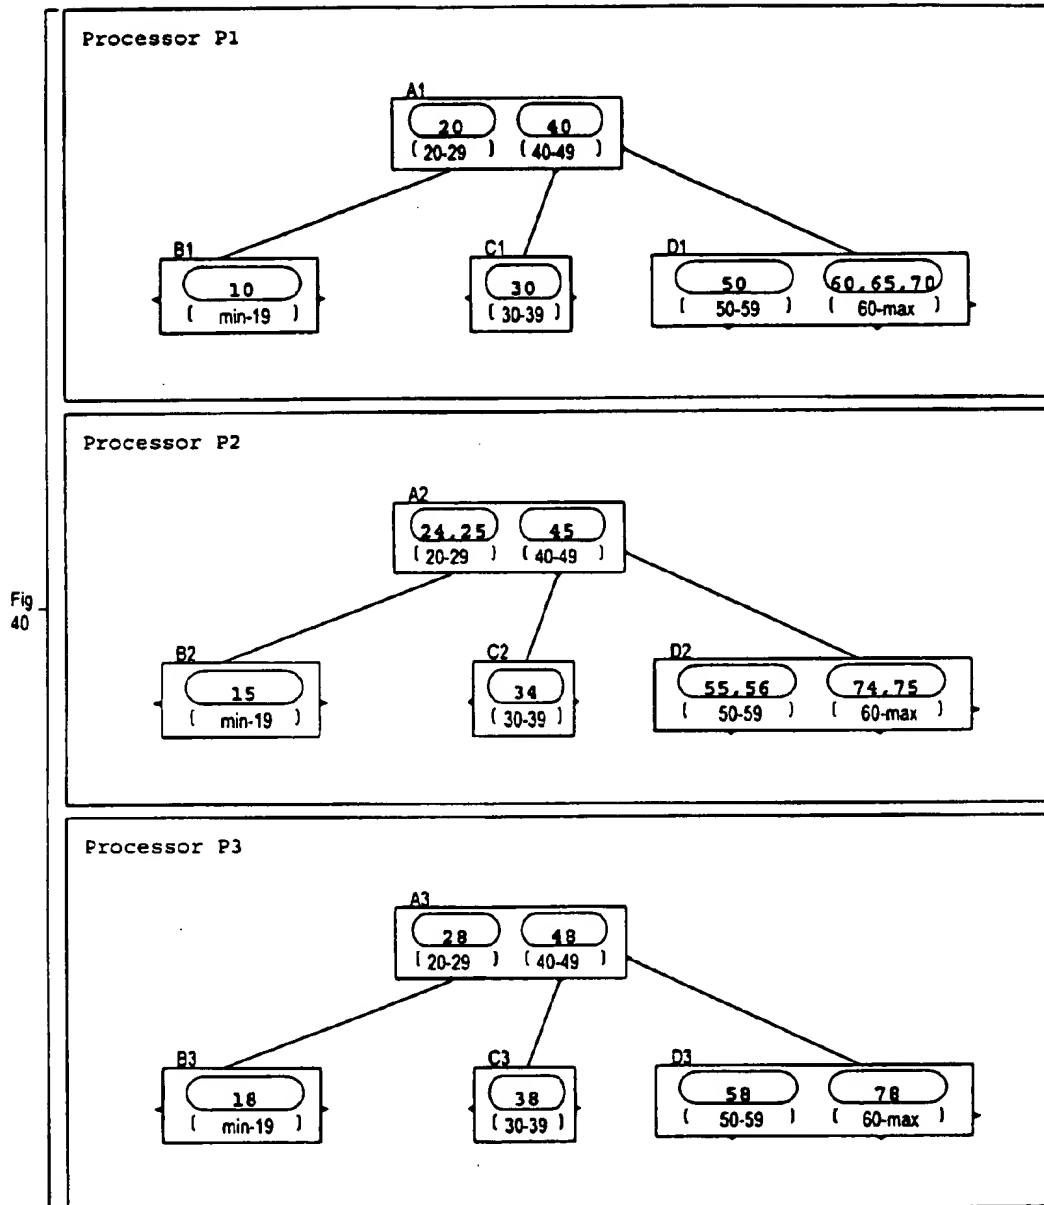 Processor P1
A1
20 40
( 20-29 ) ( 40-49 )
B1 C1 D1
10 30 50 60,65,70
( min-19 ) ( 30-39 ) ( 50-59 ) ( 60-max )
Processor P2
A2
24,25 45
( 20-29 ) ( 40-49 )
Fig
40
B2 C2 D2
15 34 55,56 74,75
( min-19 ) ( 30-39 ) ( 50-59 ) ( 60-max )
Processor P3
A3
28 48
( 20-29 ) ( 40-49 )
B3 C3 D3
18 38 58 78
( min-19 ) ( 30-39 ) ( 50-59 ) ( 60-max )